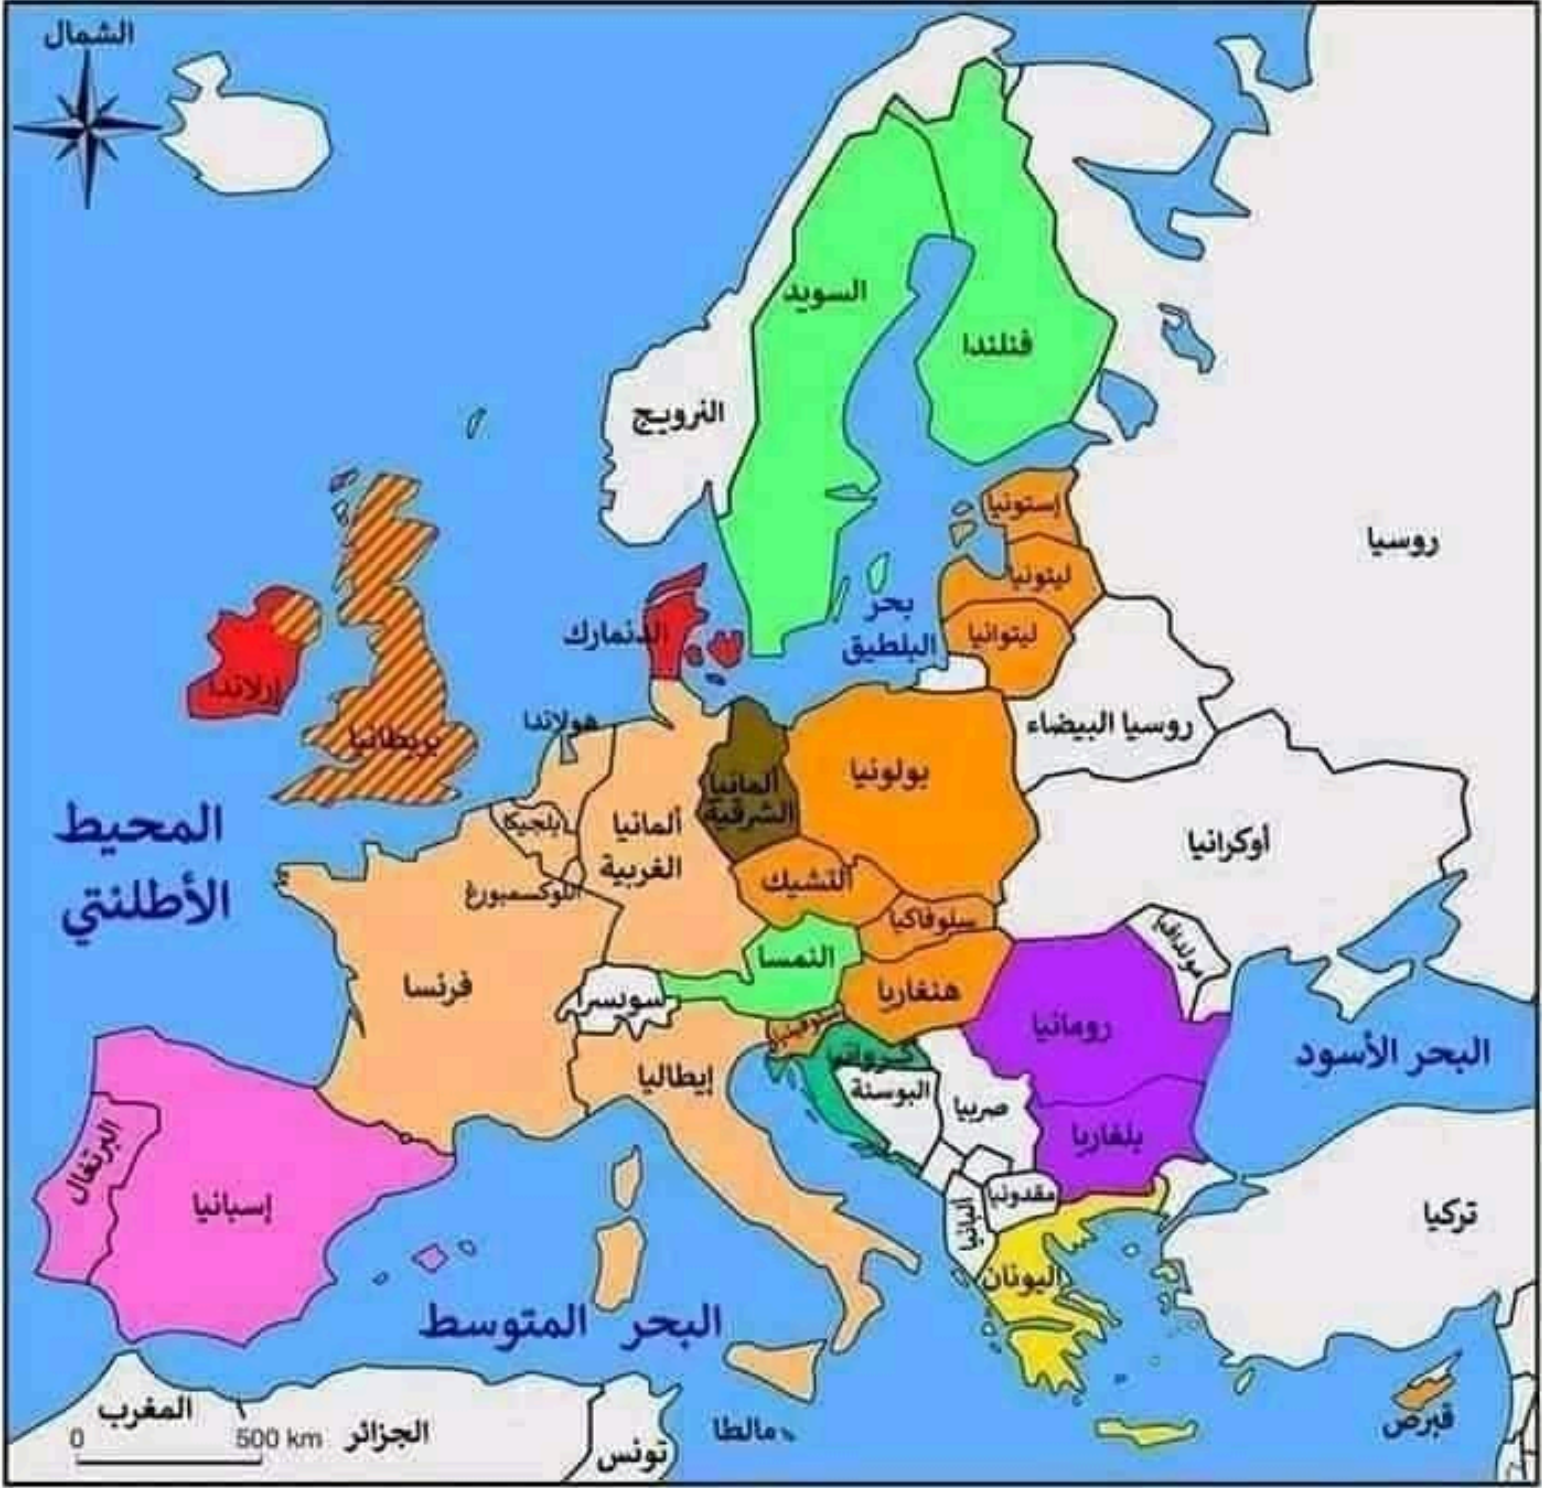 الشمال
السويد
فنلندا
النرويج
إستونيا
روسيا
ليتونيا
بحر
البلطيق
ليتوانيا
الدنمارك
إرلاندا
بريطانيا
هولاندا
روسيا البيضاء
بولونيا
ألمانيا
الشرقية
المحيط
الأطلنتي
بلجيكا
ألمانيا
الغربية
أوكرانيا
التشيك
اللوكسمبورغ
سلوفاكيا
مولدافيا
النمسا
فرنسا
سويسرا
هنغاريا
سلوفينيا
رومانيا
كرواتيا
البحر الأسود
إيطاليا
البوسنة
صربيا
بلغاريا
البرتغال
إسبانيا
مقدونيا
ألبانيا
تركيا
اليونان
البحر المتوسط
المغرب
الجزائر
تونس
مالطا
قبرص
0 500 km